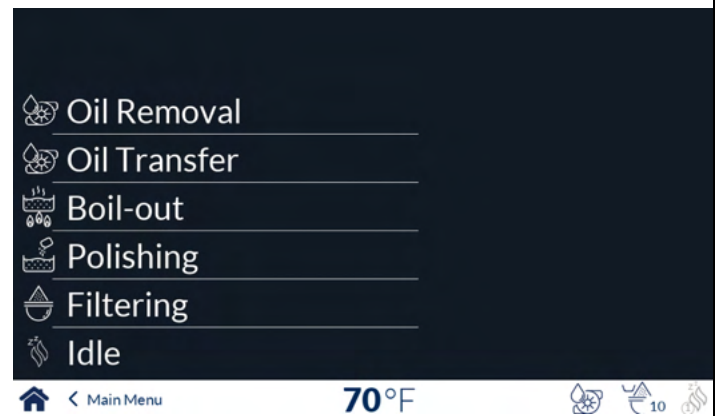 Oil Removal
Oil Transfer
Boil-out
Polishing
Filtering
Idle
< Main Menu 70°F 10